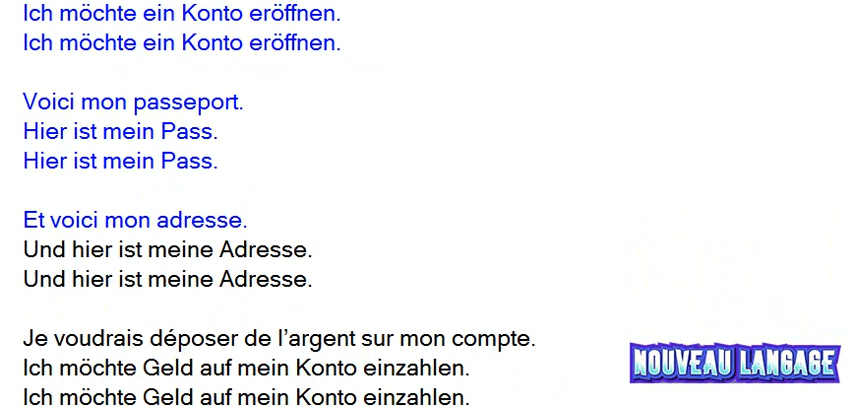 Ich möchte ein Konto eröffnen.
Ich möchte ein Konto eröffnen.
Voici mon passeport.
Hier ist mein Pass.
Hier ist mein Pass.
Et voici mon adresse.
Und hier ist meine Adresse.
Und hier ist meine Adresse.
Je voudrais déposer de l’argent sur mon compte.
Ich möchte Geld auf mein Konto einzahlen.
Ich möchte Geld auf mein Konto einzahlen.
NOUVEAU LANGAGE